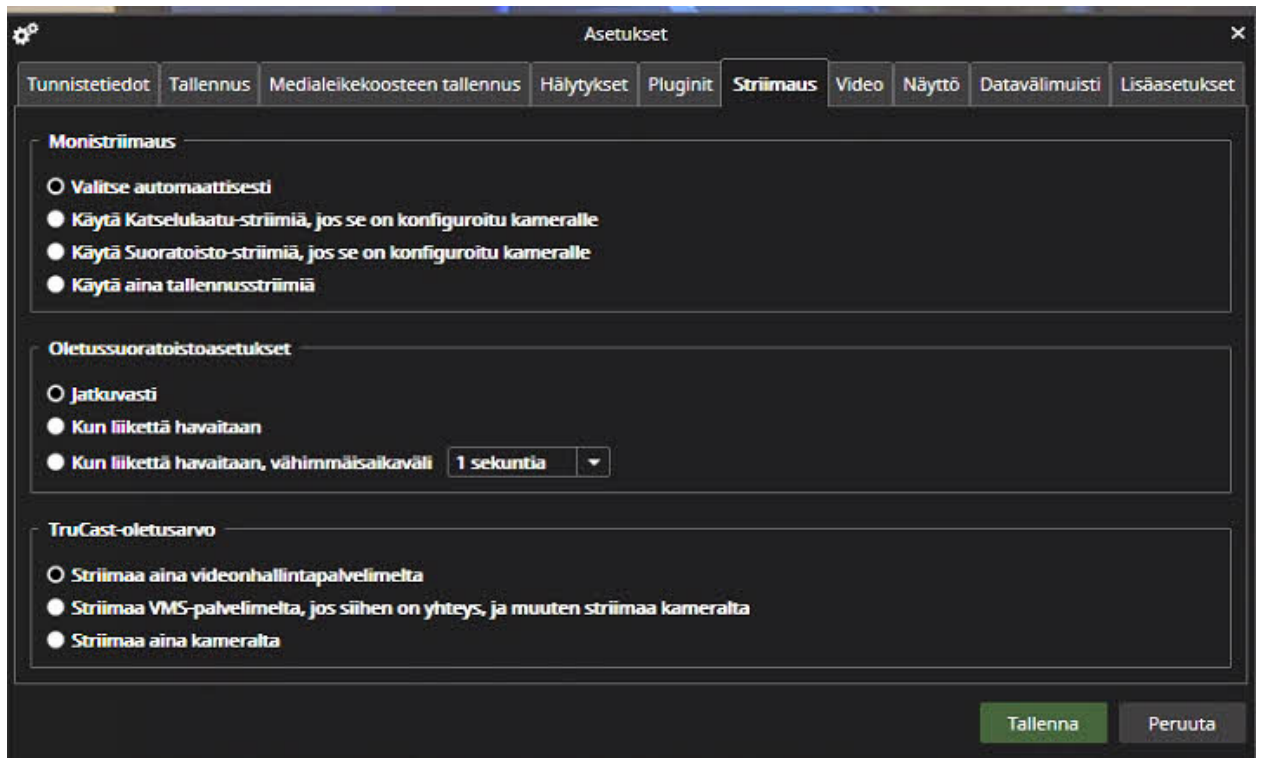 Asetukset
Tunnistetiedot Tallennus Medialeikekoosteen tallennus Hälytykset Pluginit Striimaus Video Näyttö Datavälimuisti Lisäasetukset
Monistriimaus
Valitse automaattisesti
Käytä Katselulaatu-striimiä, jos se on konfiguroitu kameralle
Käytä Suoratoisto-striimiä, jos se on konfiguroitu kameralle
Käytä aina tallennusstriimiä
Oletussuoratoistoasetukset
Jatkuvasti
Kun liikettä havaitaan
Kun liikettä havaitaan, vähimmäisaikaväli 1 sekuntia
TruCast-oletusarvo
Striimaa aina videonhallintapalvelimelta
Striimaa VMS-palvelimelta, jos siihen on yhteys, ja muuten striimaa kameralta
Striimaa aina kameralta
Tallenna Peruuta